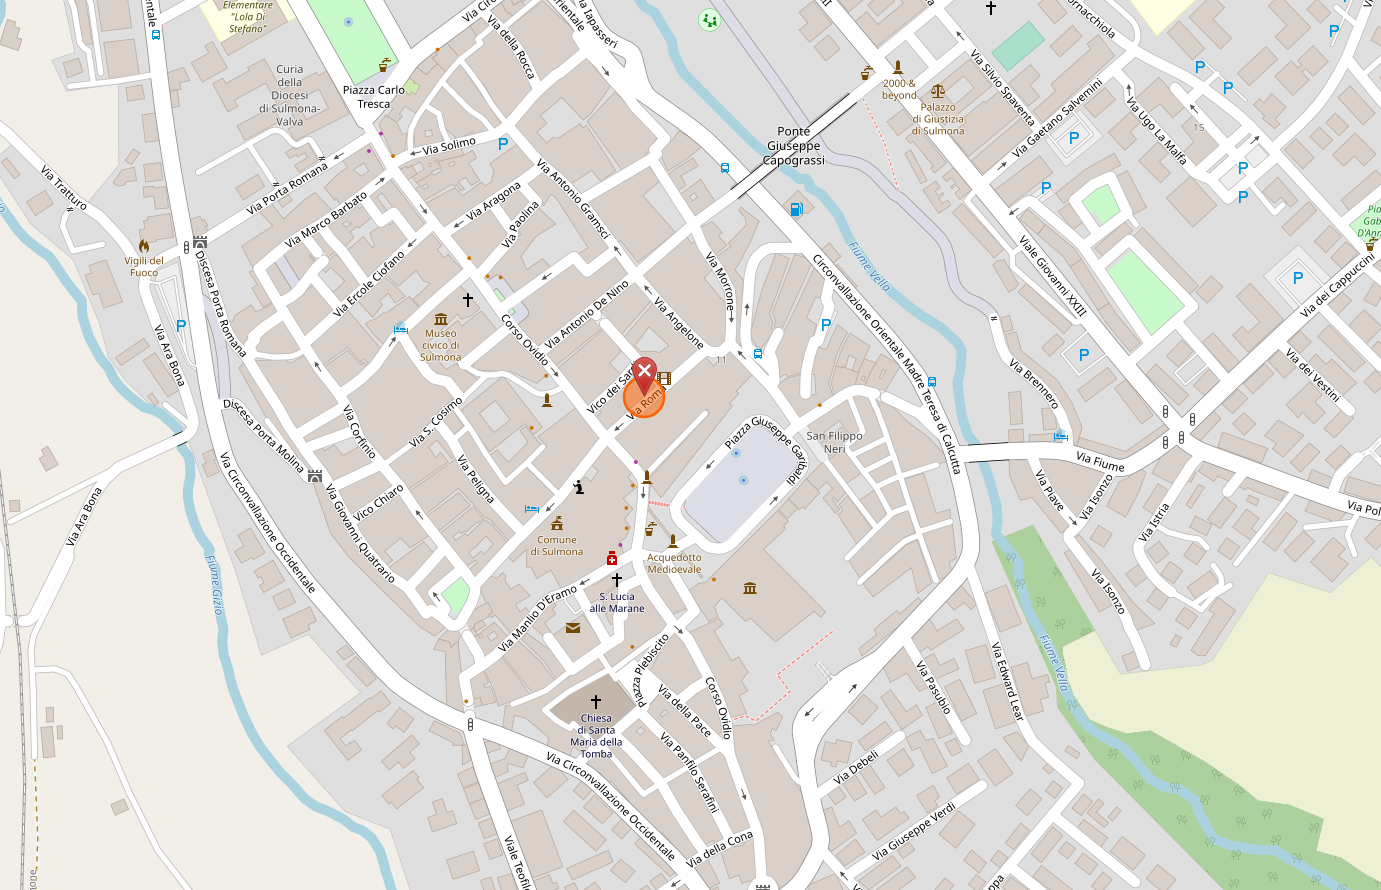 Elementare
"Lola Di
Stefano"
Via Iapasseri
Via della Rocca
Curia
della
Diocesi
di Sulmona-
Valva
Piazza Carlo
Tresca
2000 &
beyond
Palazzo
di Giustizia
di Sulmona
Via Silvio Spaventa
Via Gaetano Salvemini
Via Ugo La Malfa
15
Ponte
Giuseppe
Capograssi
Via Solimo
Via Tratturo
Via Porta Romana
Via Marco Barbato
Via Aragona
Via Paolina
Via Antonio Gramsci
Vigili del
Fuoco
Discesa Porta Romana
Via Ercole Ciofano
Via Morrone
Fiume Vella
Circonvallazione Orientale Madre Teresa di Calcutta
Viale Giovanni XXIII
Via dei Cappuccini
Via Ara Bona
Museo
civico di
Sulmona
Corso Ovidio
Via Antonio De Nino
Via Angelone
11
Via Brennero
Via dei Vestini
Discesa Porta Molina
Via Corfinio
Via S. Cosimo
Piazza Giuseppe Garibaldi
San Filippo
Neri
Via Fiume
Via Ara Bona
Via Circonvallazione Occidentale
Via Giovanni Quatrario
Vico Chiaro
Via Peligna
Via Piave
Via Isonzo
Via Istria
Comune
di Sulmona
Acquedotto
Medioevale
Fiume Gizio
Via Manlio D'Eramo
S. Lucia
alle Marane
Via Isonzo
Piazza Plebiscito
Fiume Vella
Via Edward Lear
Via Pasubio
Chiesa
di Santa
Maria della
Tomba
Via della Pace
Corso Ovidio
Via Panfilo Serafini
Via Circonvallazione Occidentale
Via Debeli
Via Giuseppe Verdi
Via della Cona